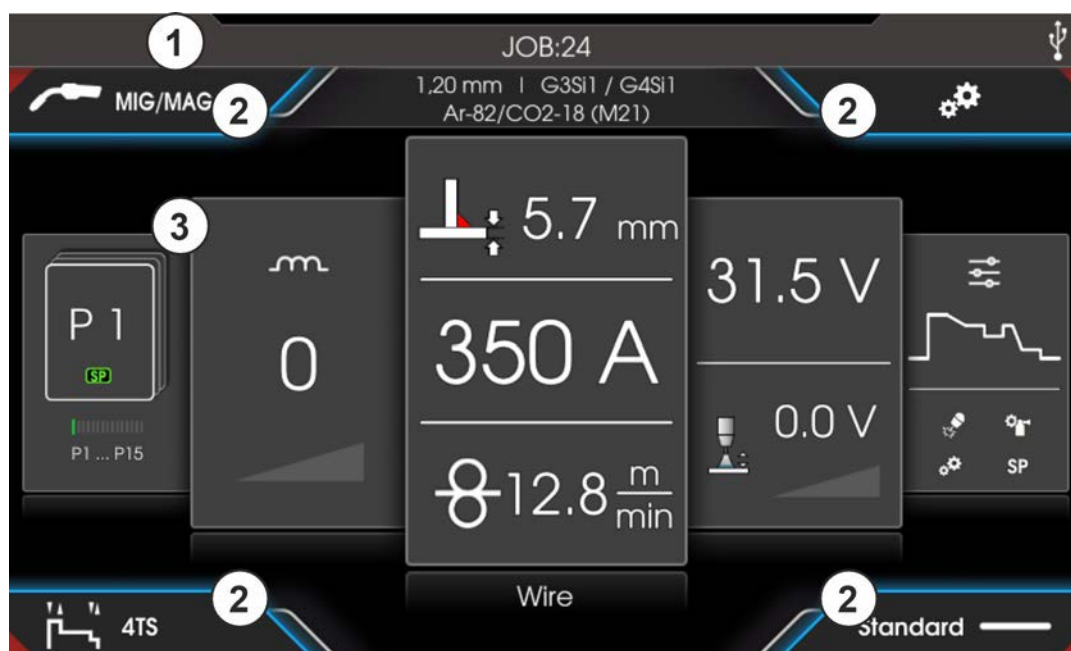 1
JOB:24
MIG/MAG
2
1,20 mm | G3Si1 / G4Si1
Ar-82/CO2-18 (M21)
2
3
P 1
SP
P1 ... P15
0
5.7 mm
350 A
12.8 m/min
Wire
31.5 V
0.0 V
SP
4TS
2
2
Standard